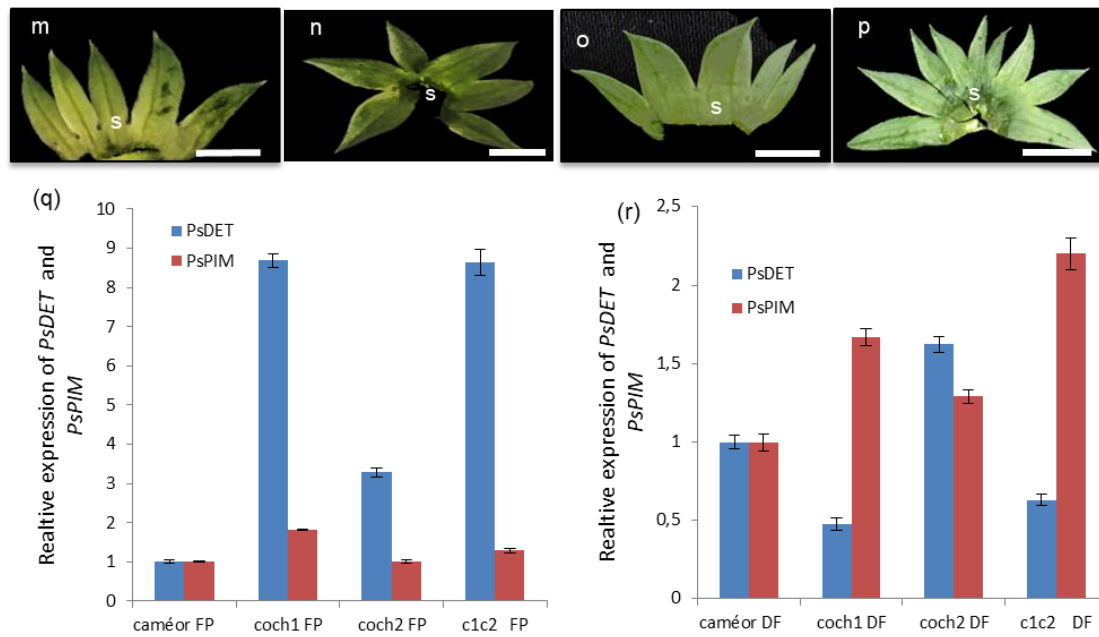 m
n
o
p
s
s
s
s
(q)
10
9
8
7
6
5
4
3
2
1
0
Realtive expression of PsDET and
PsPIM
PsDET
PsPIM
caméor FP
coch1 FP
coch2 FP
c1c2 FP
(r)
2,5
2
1,5
1
0,5
0
Realtive expression of PsDET and
PsPIM
PsDET
PsPIM
caméor DF
coch1 DF
coch2 DF
c1c2 DF